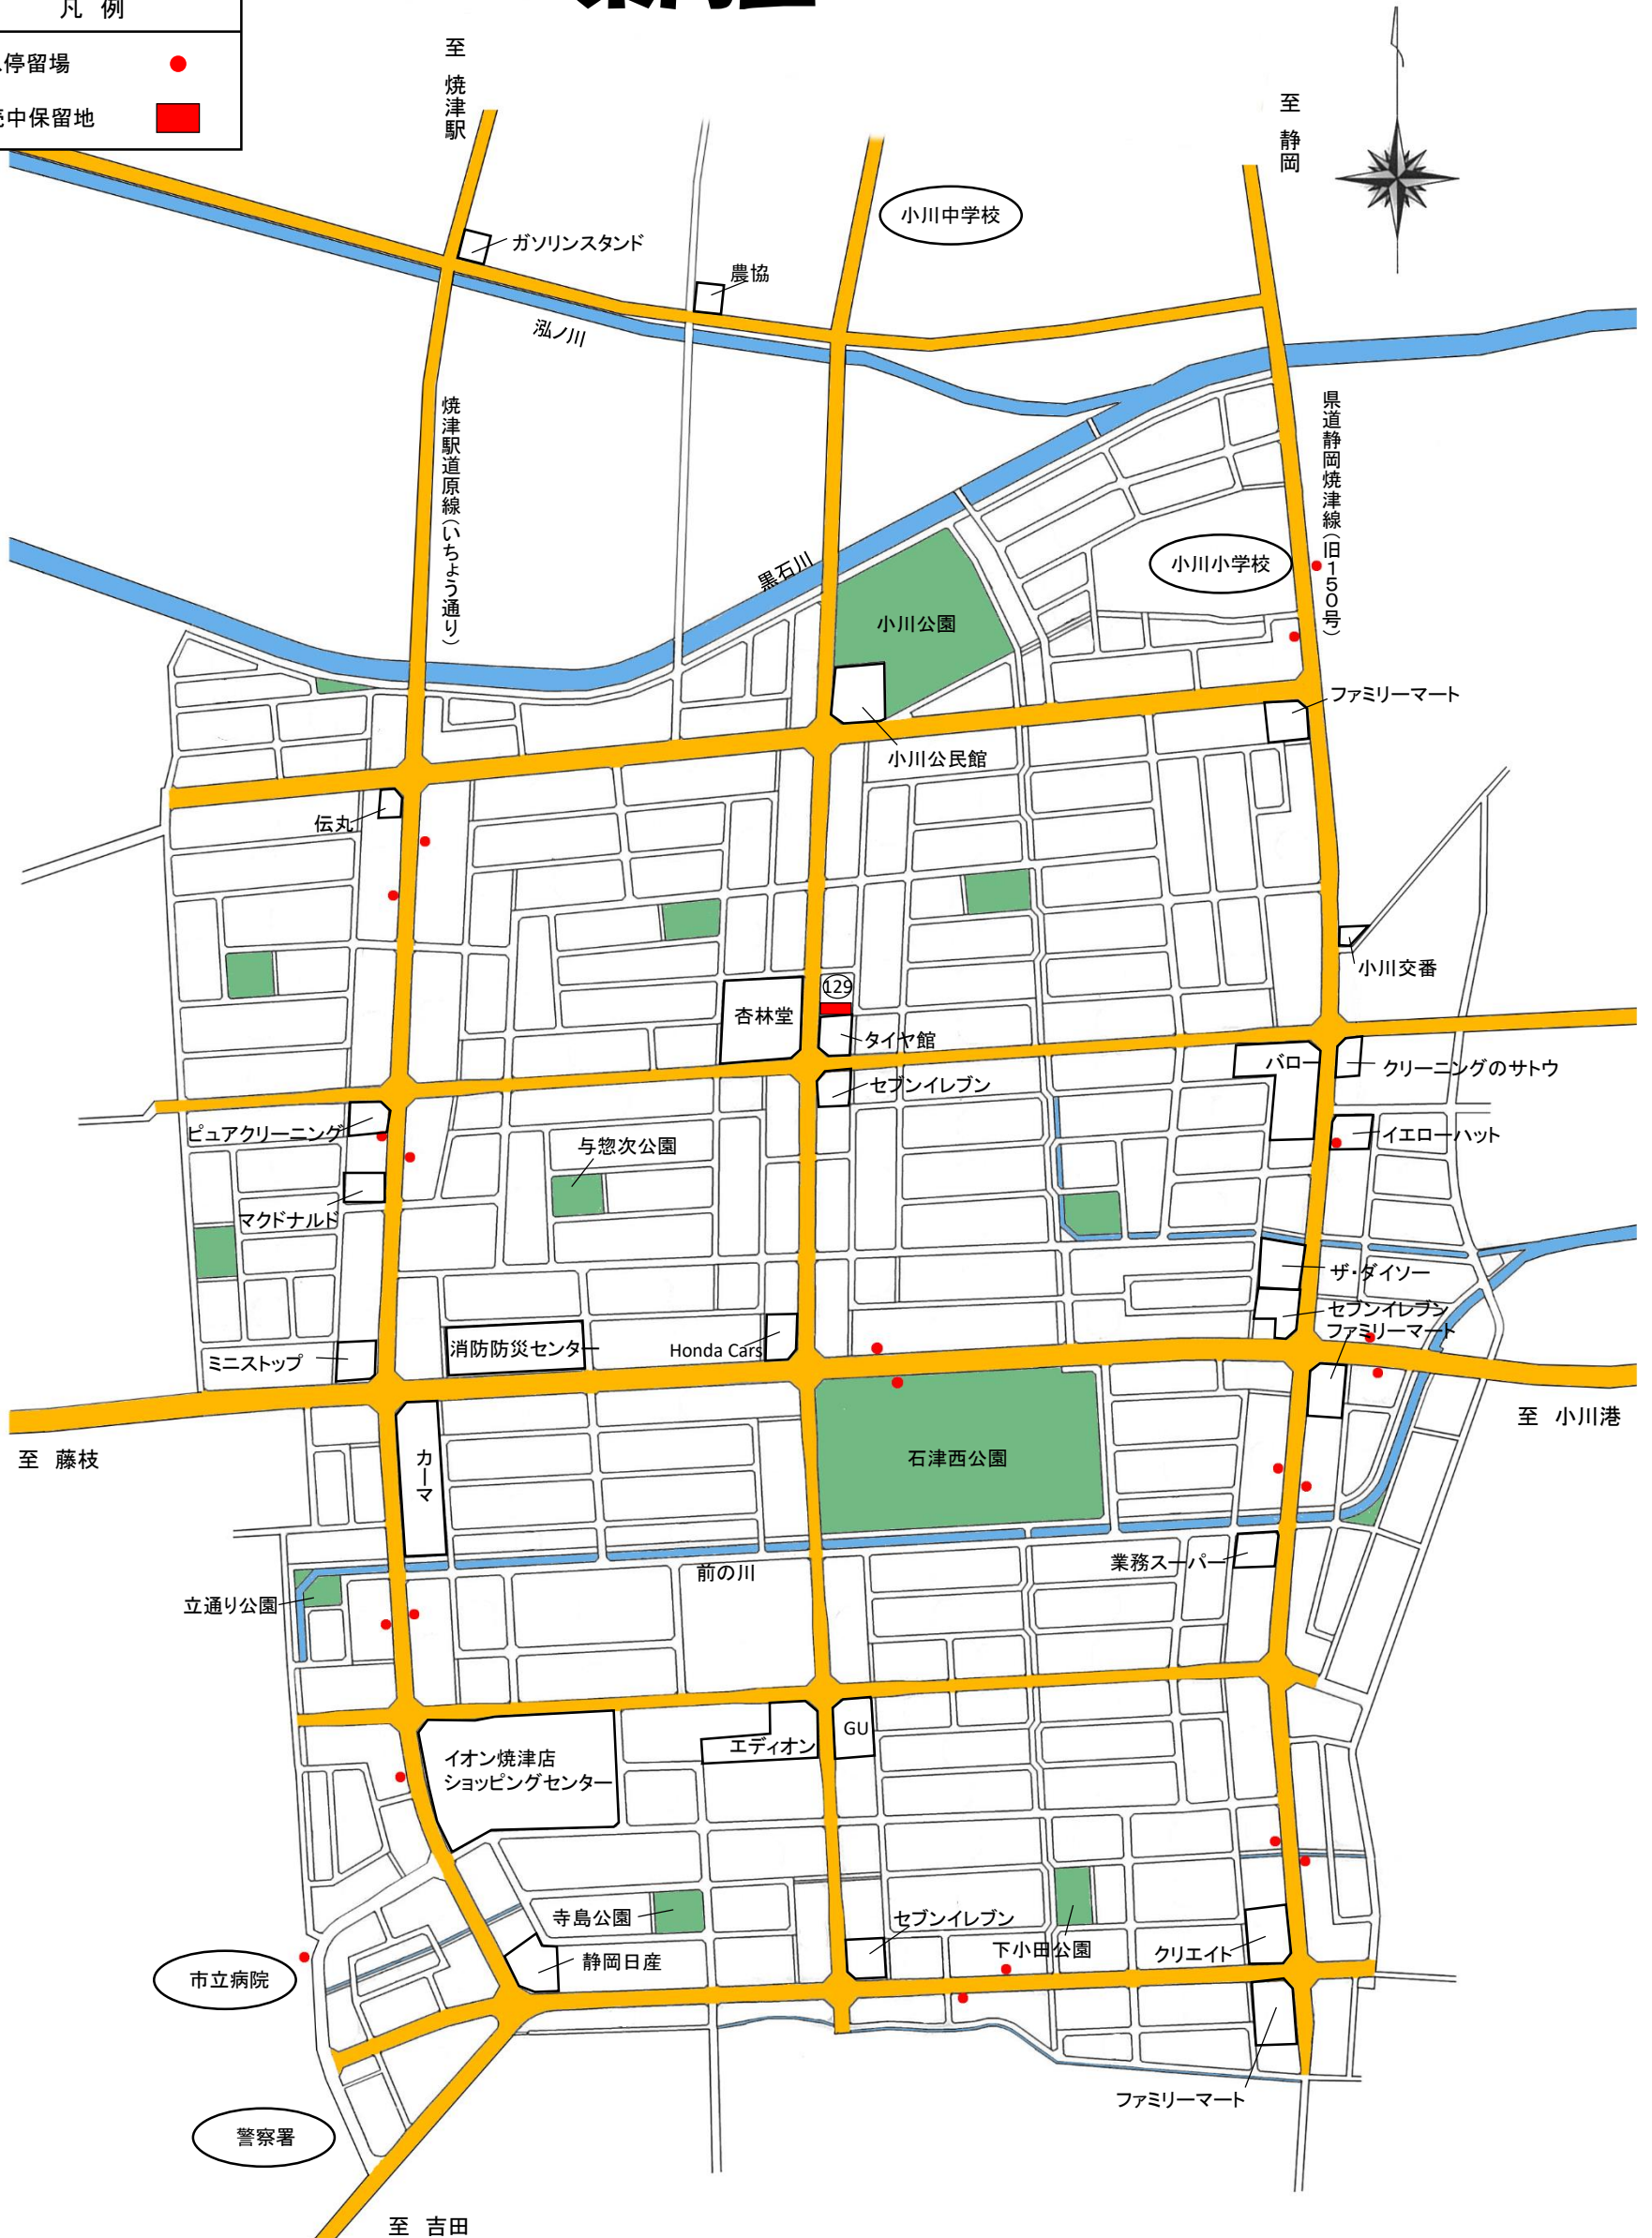 案内図
凡 例
停留場
中保留地
至 焼津駅
至 静岡
小川中学校
ガソリンスタンド
農協
泓ノ川
焼津駅道原線(いちょう通り)
県道静岡焼津線(旧150号)
黒石川
小川小学校
小川公園
ファミリーマート
小川公民館
伝丸
小川交番
129
杏林堂
タイヤ館
バロー
クリーニングのサトウ
セブンイレブン
ピュアクリーニング
イエローハット
与惣次公園
マクドナルド
ザ・ダイソー
セブンイレブン
ファミリーマート
消防防災センター
Honda Cars
ミニストップ
至 小川港
至 藤枝
カーマ
石津西公園
前の川
業務スーパー
立通り公園
GU
エディオン
イオン焼津店
ショッピングセンター
寺島公園
セブンイレブン
下小田公園
クリエイト
静岡日産
市立病院
ファミリーマート
警察署
至 吉田